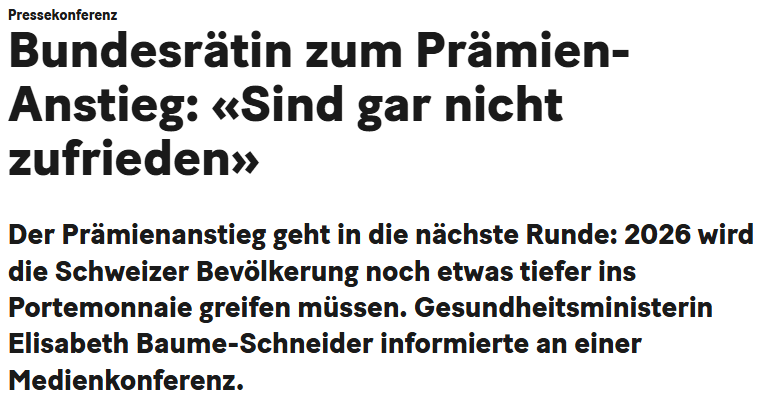 Pressekonferenz
Bundesrätin zum Prämien-
Anstieg: «Sind gar nicht
zufrieden»
Der Prämienanstieg geht in die nächste Runde: 2026 wird
die Schweizer Bevölkerung noch etwas tiefer ins
Portemonnaie greifen müssen. Gesundheitsministerin
Elisabeth Baume-Schneider informierte an einer
Medienkonferenz.